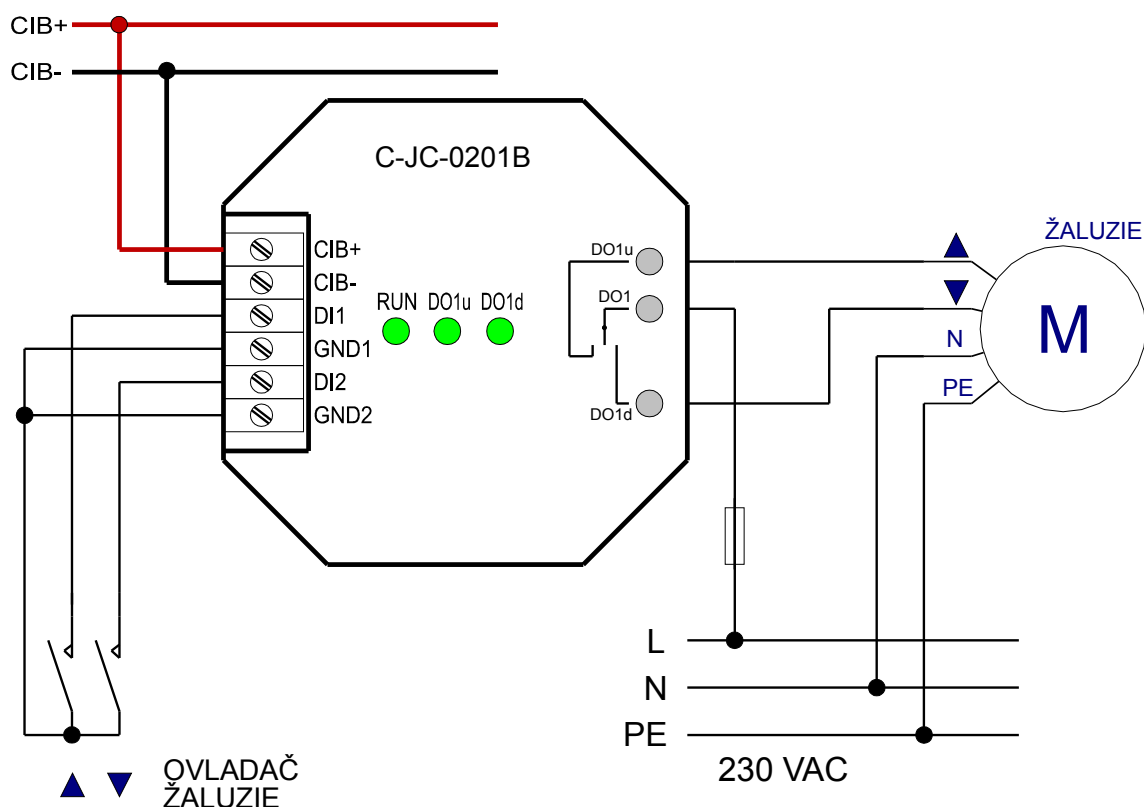 CIB+
CIB-
C-JC-0201B
CIB+
CIB-
DI1
GND1
DI2
GND2
RUN DO1u DO1d
DO1u
DO1
DO1d
ŽALUZIE
M
N
PE
L
N
PE
230 VAC
OVLADAČ
ŽALUZIE